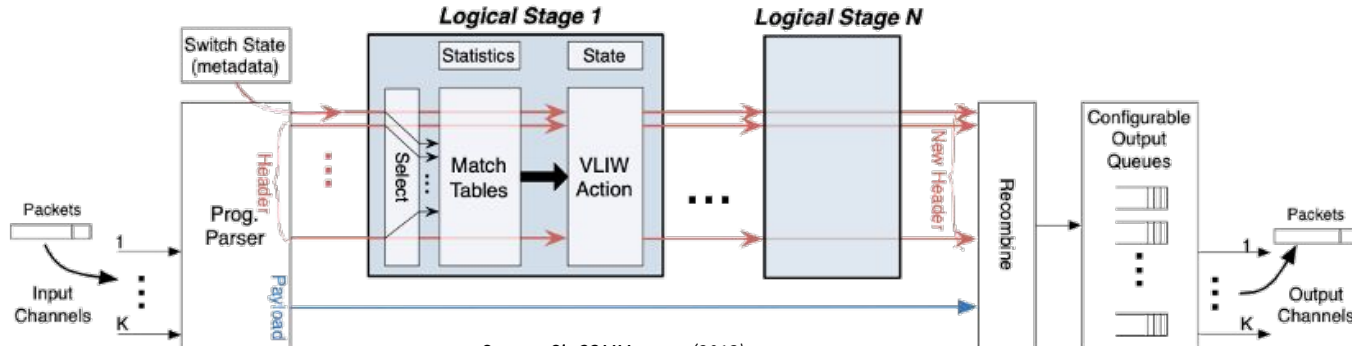 Logical Stage 1
Logical Stage N
Switch State
(metadata)
Statistics
State
Configurable
Output
Queues
Header
Select
Match
Tables
VLIW
Action
New Header
Recombine
Packets
Prog.
Parser
Packets
1
1
Input
Channels
Payload
Output
Channels
K
K